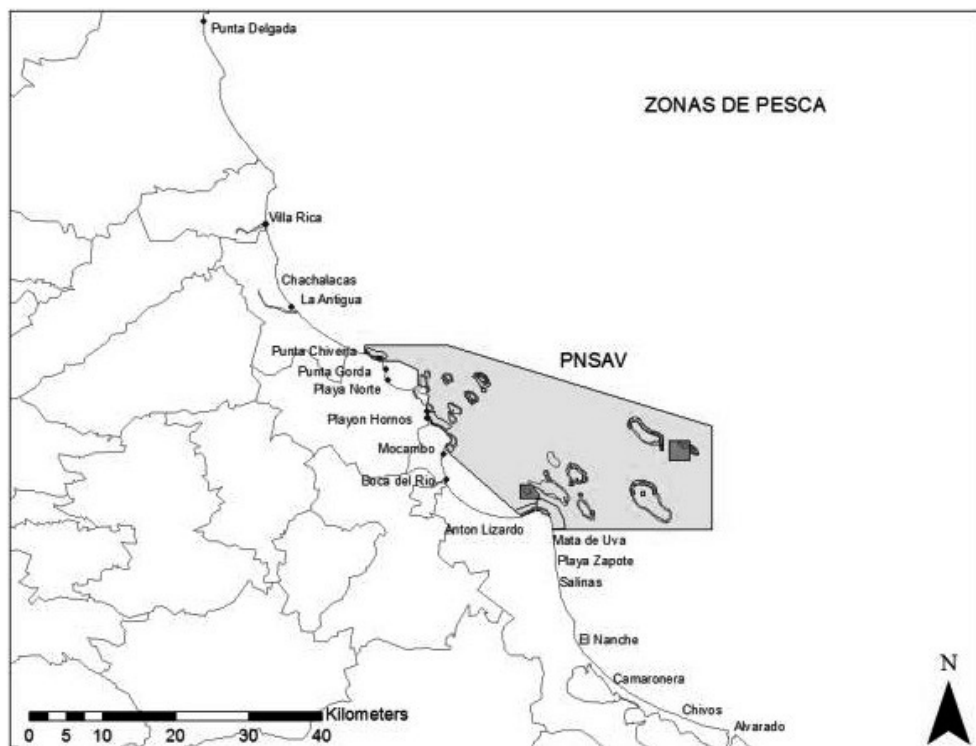 Punta Delgada
ZONAS DE PESCA
Villa Rica
Chachalacas
La Antigua
Punta Chiveria
PNSAV
Punta Gorda
Playa Norte
Playon Hornos
Mocambo
Boca del Rio
Anton Lizardo
Mata de Uva
Playa Zapote
Salinas
El Nanche
N
Camaronera
Chivos
Kilometers
Alvarado
0 5 10 20 30 40